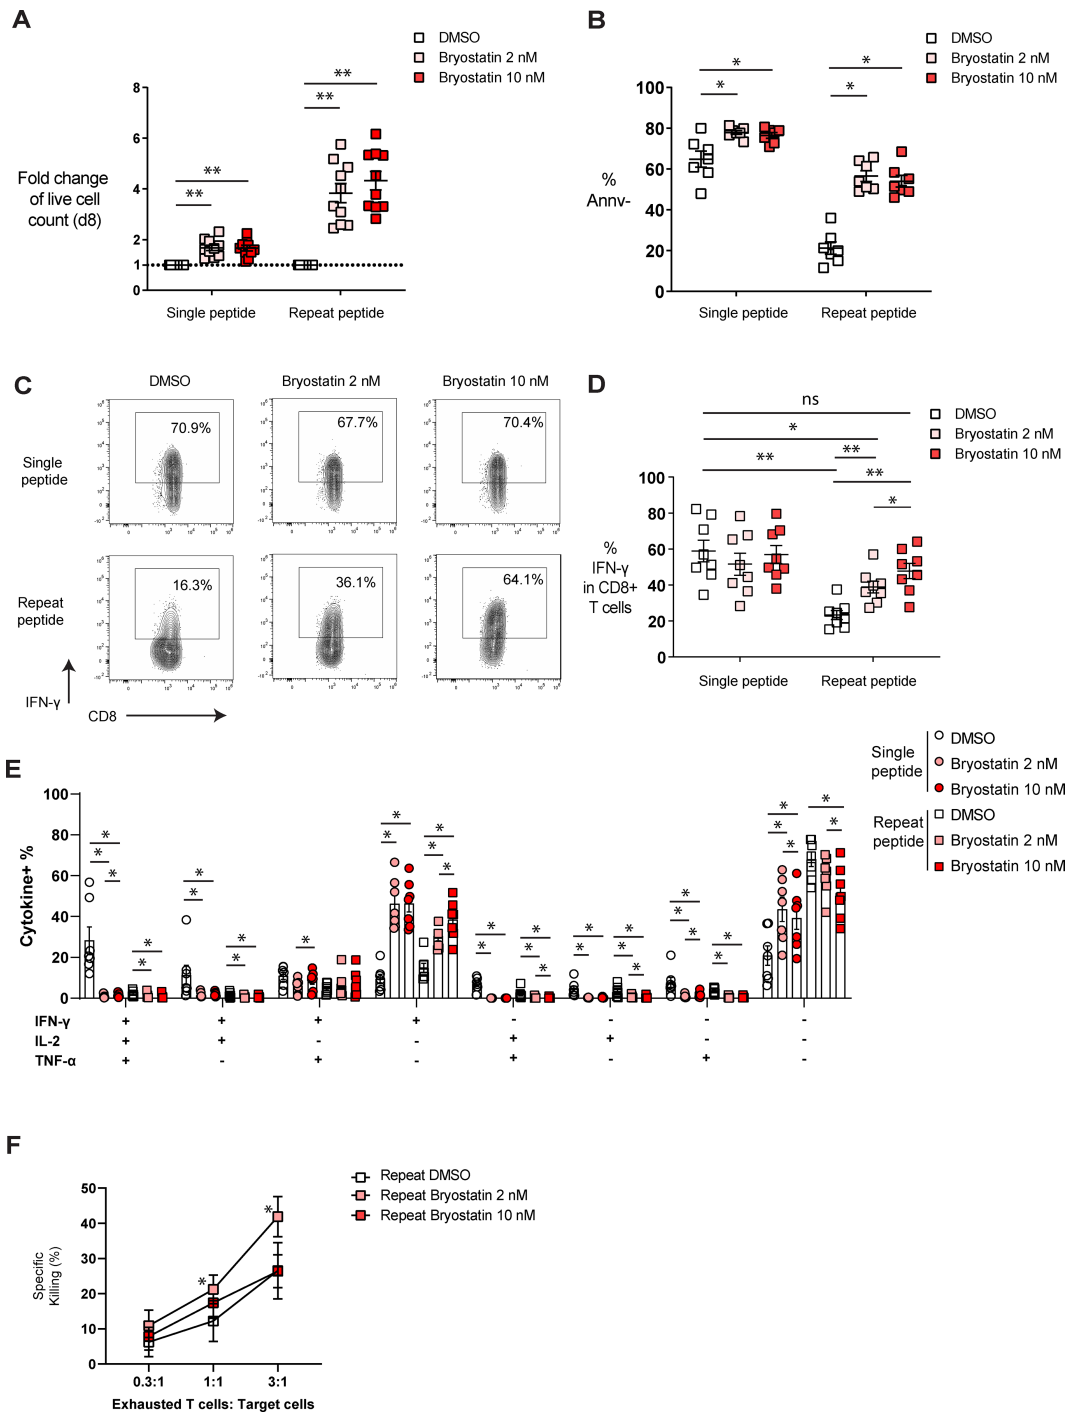 A
DMSO
Bryostatin 2 nM
Bryostatin 10 nM
Fold change
of live cell
count (d8)
8
6
4
2
1
0
**
**
**
**
Single peptide
Repeat peptide
B
DMSO
Bryostatin 2 nM
Bryostatin 10 nM
%
Annv-
100
80
60
40
20
0
*
*
*
*
Single peptide
Repeat peptide
C
DMSO
Bryostatin 2 nM
Bryostatin 10 nM
Single
peptide
70.9%
67.7%
70.4%
Repeat
peptide
16.3%
36.1%
64.1%
IFN-γ
CD8
D
DMSO
Bryostatin 2 nM
Bryostatin 10 nM
ns
*
**
**
**
*
%
IFN-γ
in CD8+
T cells
100
80
60
40
20
0
Single peptide
Repeat peptide
E
Single
peptide
DMSO
Bryostatin 2 nM
Bryostatin 10 nM
Repeat
peptide
DMSO
Bryostatin 2 nM
Bryostatin 10 nM
Cytokine+ %
100
80
60
40
20
0
IFN-γ + + + + - - - -
IL-2 + + - - + + - -
TNF-α + - + - + - + -
F
Repeat DMSO
Repeat Bryostatin 2 nM
Repeat Bryostatin 10 nM
Specific
Killing (%)
50
40
30
20
10
0
*
*
0.3:1 1:1 3:1
Exhausted T cells: Target cells